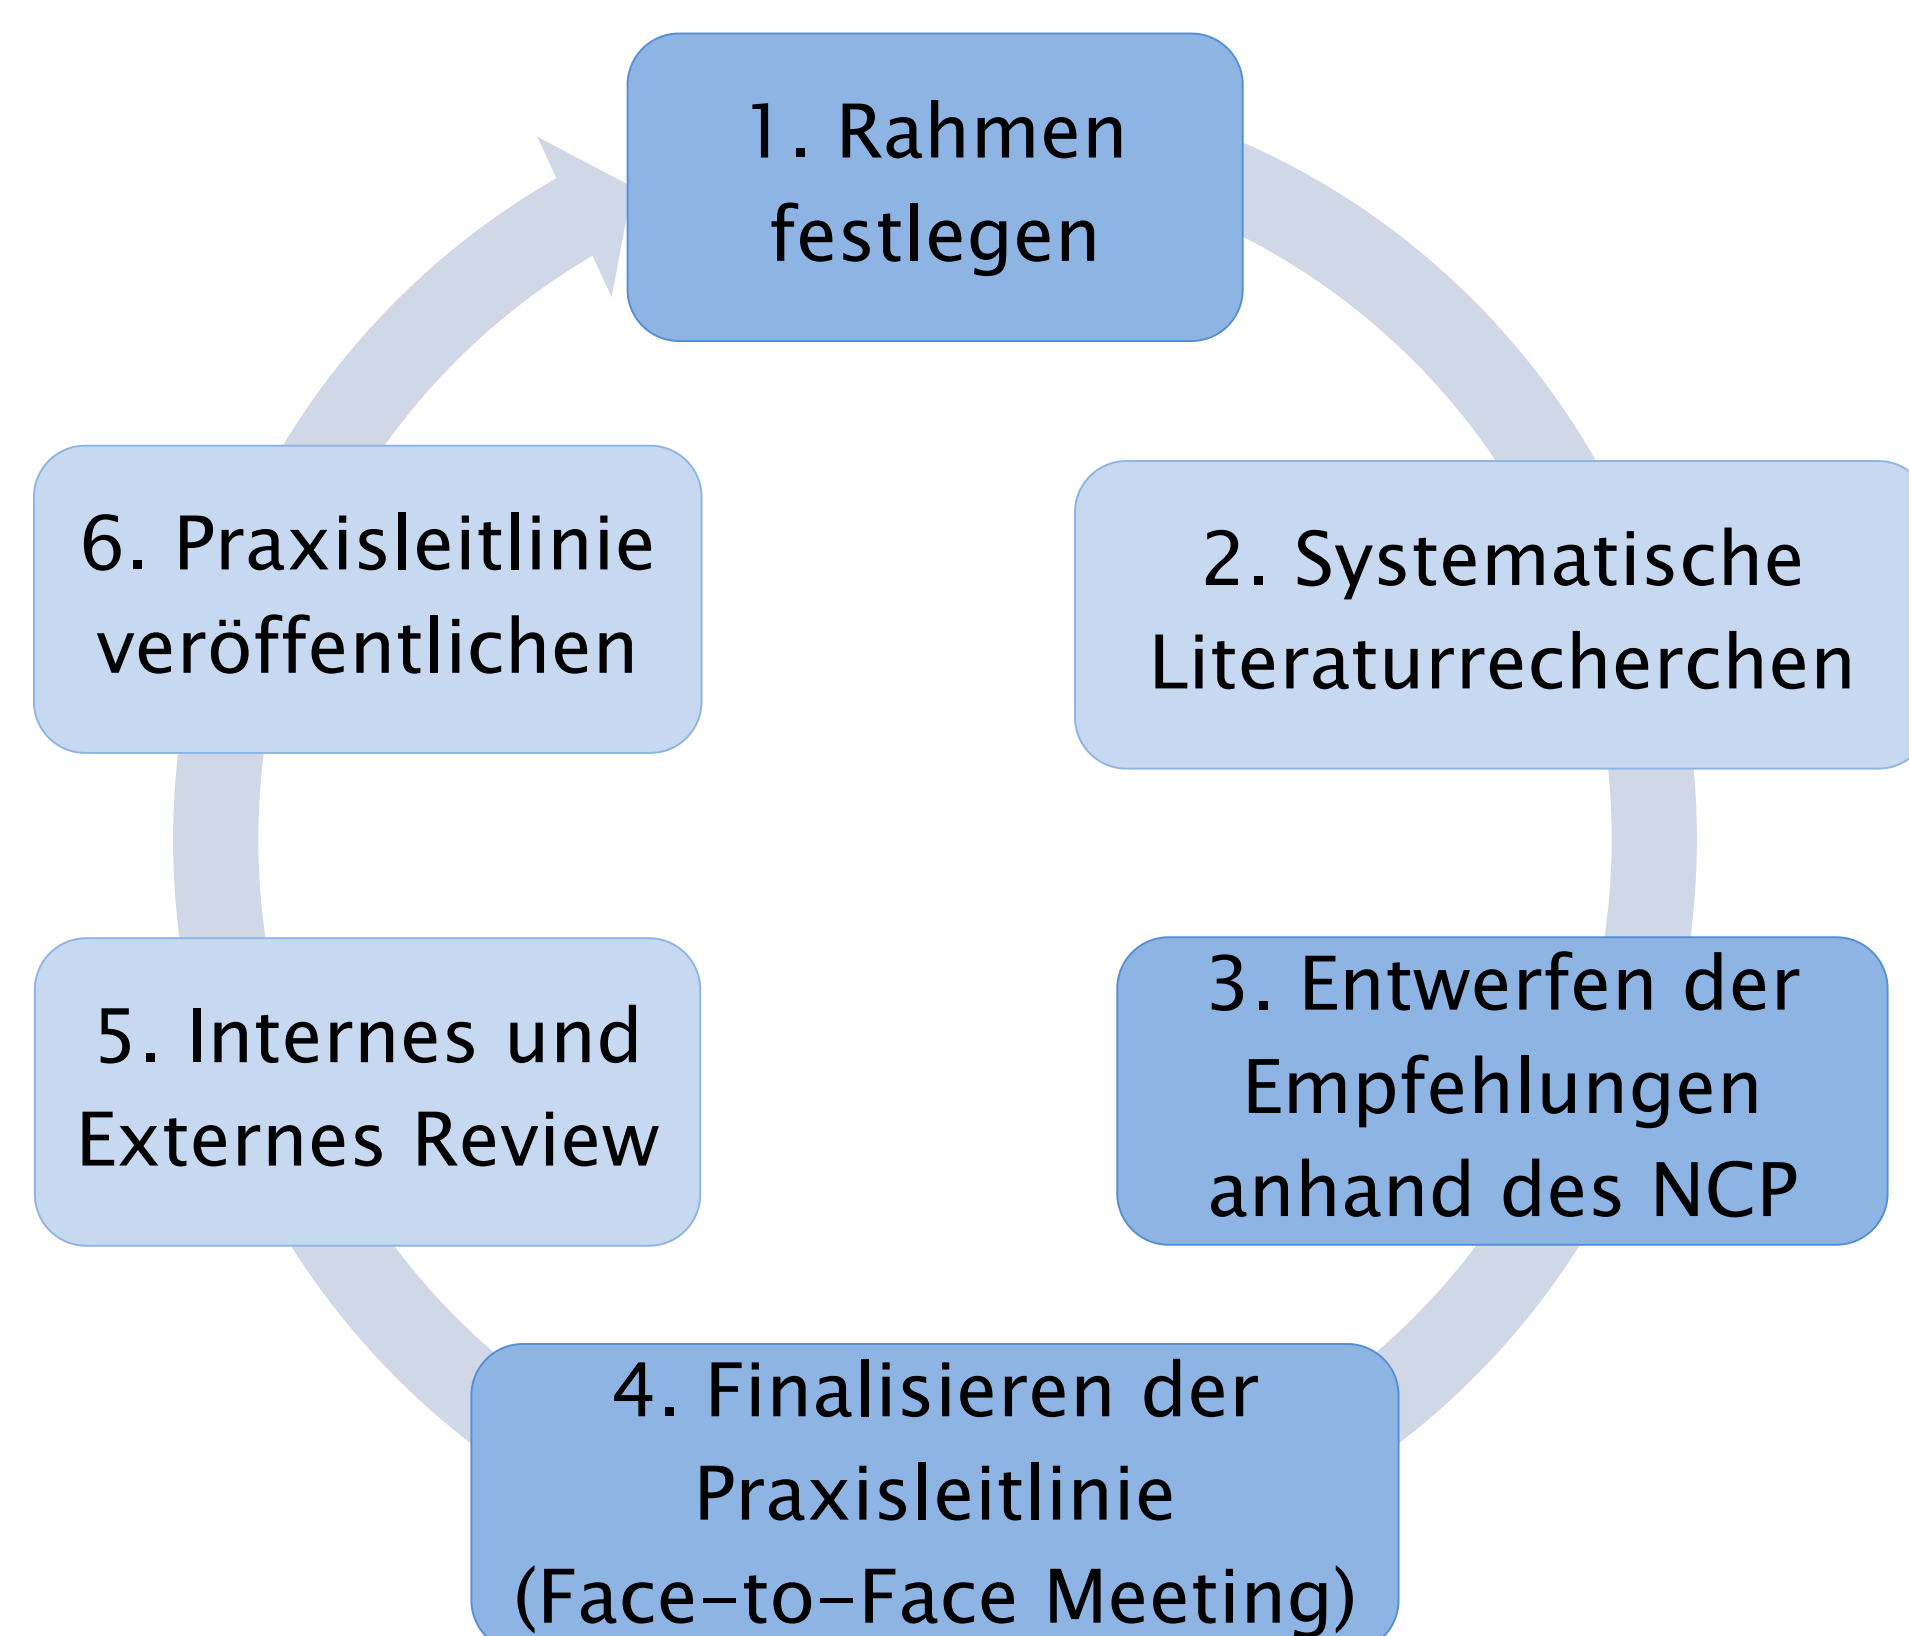 1. Rahmen
festlegen
2. Systematische
Literaturrecherchen
3. Entwerfen der
Empfehlungen
anhand des NCP
4. Finalisieren der
Praxisleitlinie
(Face-to-Face Meeting)
5. Internes und
Externes Review
6. Praxisleitlinie
veröffentlichen